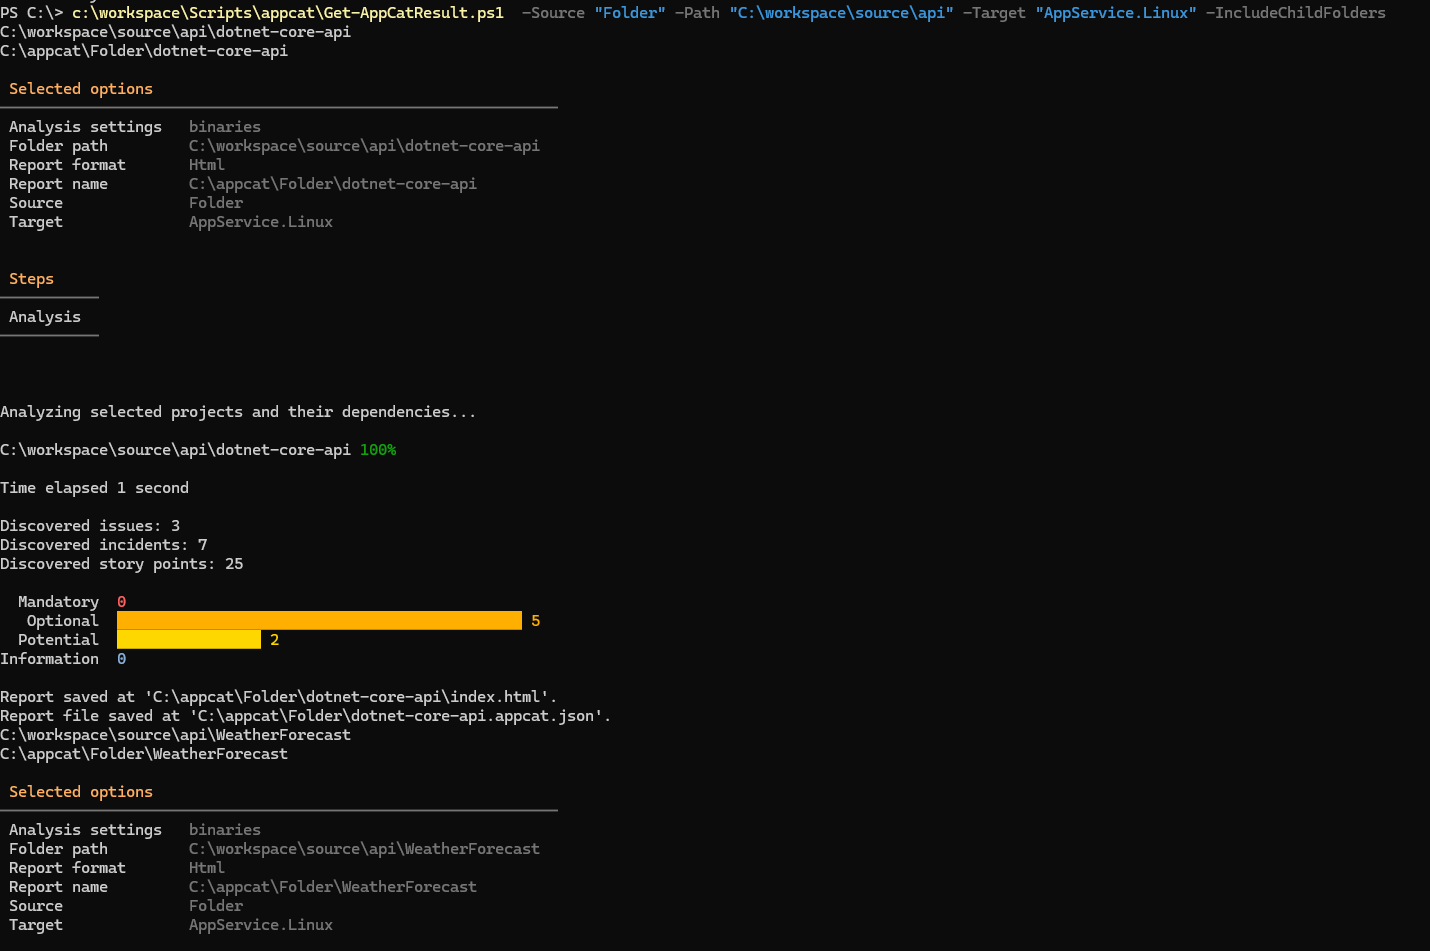 PS C:\> c:\workspace\Scripts\appcat\Get-AppCatResult.ps1  -Source "Folder" -Path "C:\workspace\source\api" -Target "AppService.Linux" -IncludeChildFolders
C:\workspace\source\api\dotnet-core-api
C:\appcat\Folder\dotnet-core-api
Selected options
Analysis settings   binaries
Folder path         C:\workspace\source\api\dotnet-core-api
Report format       Html
Report name         C:\appcat\Folder\dotnet-core-api
Source              Folder
Target              AppService.Linux
Steps
Analysis
Analyzing selected projects and their dependencies...
C:\workspace\source\api\dotnet-core-api 100%
Time elapsed 1 second
Discovered issues: 3
Discovered incidents: 7
Discovered story points: 25
Mandatory  0
Optional  5
Potential  2
Information  0
Report saved at 'C:\appcat\Folder\dotnet-core-api\index.html'.
Report file saved at 'C:\appcat\Folder\dotnet-core-api.appcat.json'.
C:\workspace\source\api\WeatherForecast
C:\appcat\Folder\WeatherForecast
Selected options
Analysis settings   binaries
Folder path         C:\workspace\source\api\WeatherForecast
Report format       Html
Report name         C:\appcat\Folder\WeatherForecast
Source              Folder
Target              AppService.Linux